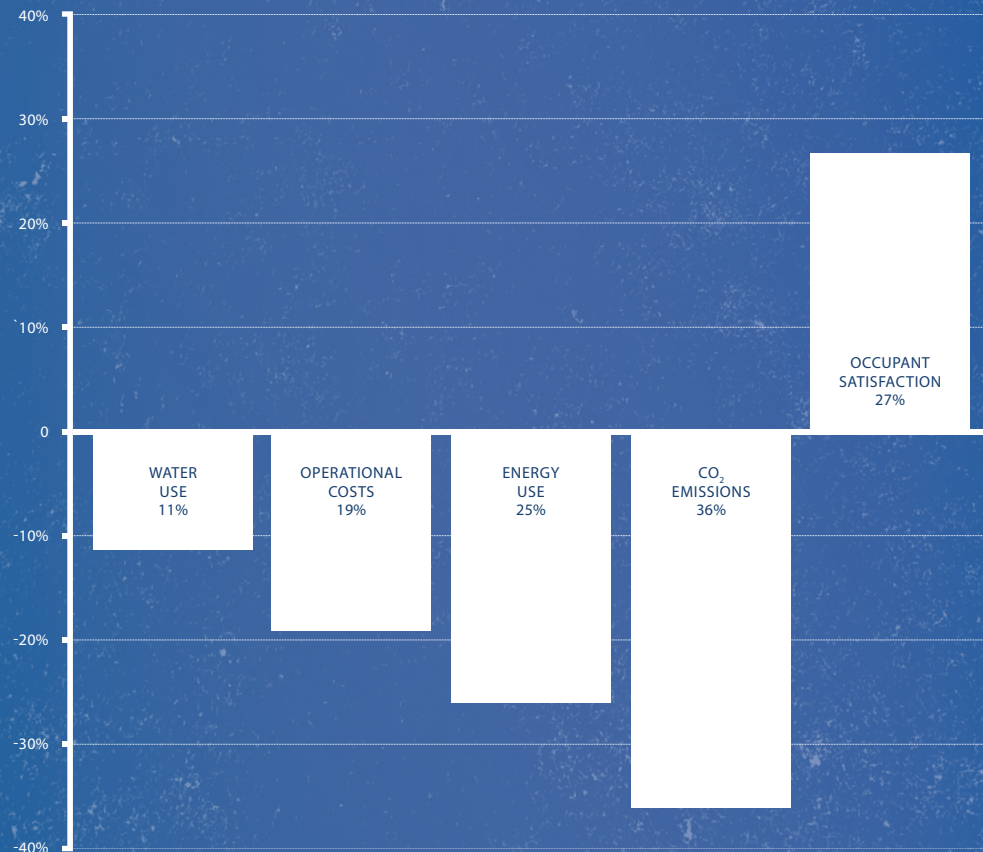 40%
30%
20%
`10%
0
-10%
-20%
-30%
-40%
WATER
USE
11%
OPERATIONAL
COSTS
19%
ENERGY
USE
25%
CO₂
EMISSIONS
36%
OCCUPANT
SATISFACTION
27%